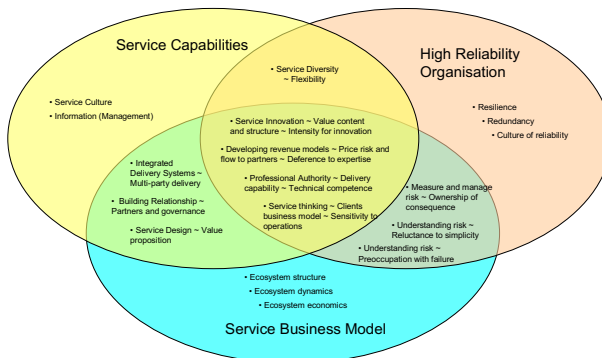 Service Capabilities
High Reliability
Organisation
• Service Diversity
~ Flexibility
• Service Culture
• Information (Management)
• Resilience
• Redundancy
• Culture of reliability
• Service Innovation ~ Value content
and structure ~ Intensity for innovation
• Developing revenue models ~ Price risk and
flow to partners ~ Deference to expertise
• Professional Authority ~ Delivery
capability ~ Technical competence
• Service thinking ~ Clients
business model ~ Sensitivity to
operations
• Integrated
Delivery Systems ~
Multi-party delivery
• Building Relationship ~
Partners and governance
• Service Design ~ Value
proposition
• Measure and manage
risk ~ Ownership of
consequence
• Understanding risk ~
Reluctance to simplicity
• Understanding risk ~
Preoccupation with failure
• Ecosystem structure
• Ecosystem dynamics
• Ecosystem economics
Service Business Model